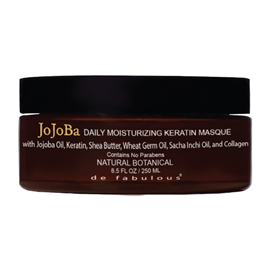 JoJoBa DAILY MOISTURIZING KERATIN MASQUE
with Jojoba Oil, Keratin, Shea Butter, Wheat Germ Oil, Sacha Inchi Oil, and Collagen
Contains No Parabens
NATURAL BOTANICAL
8.5 FL OZ / 250 ML
de fabulous®